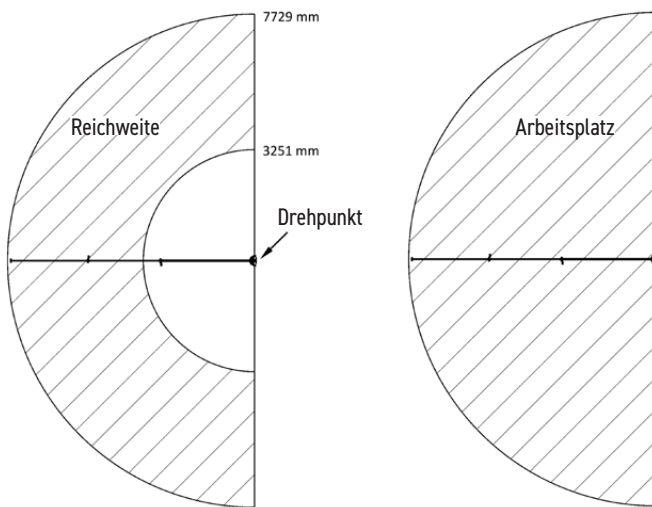 7729 mm
Reichweite
3251 mm
Drehpunkt
Arbeitsplatz